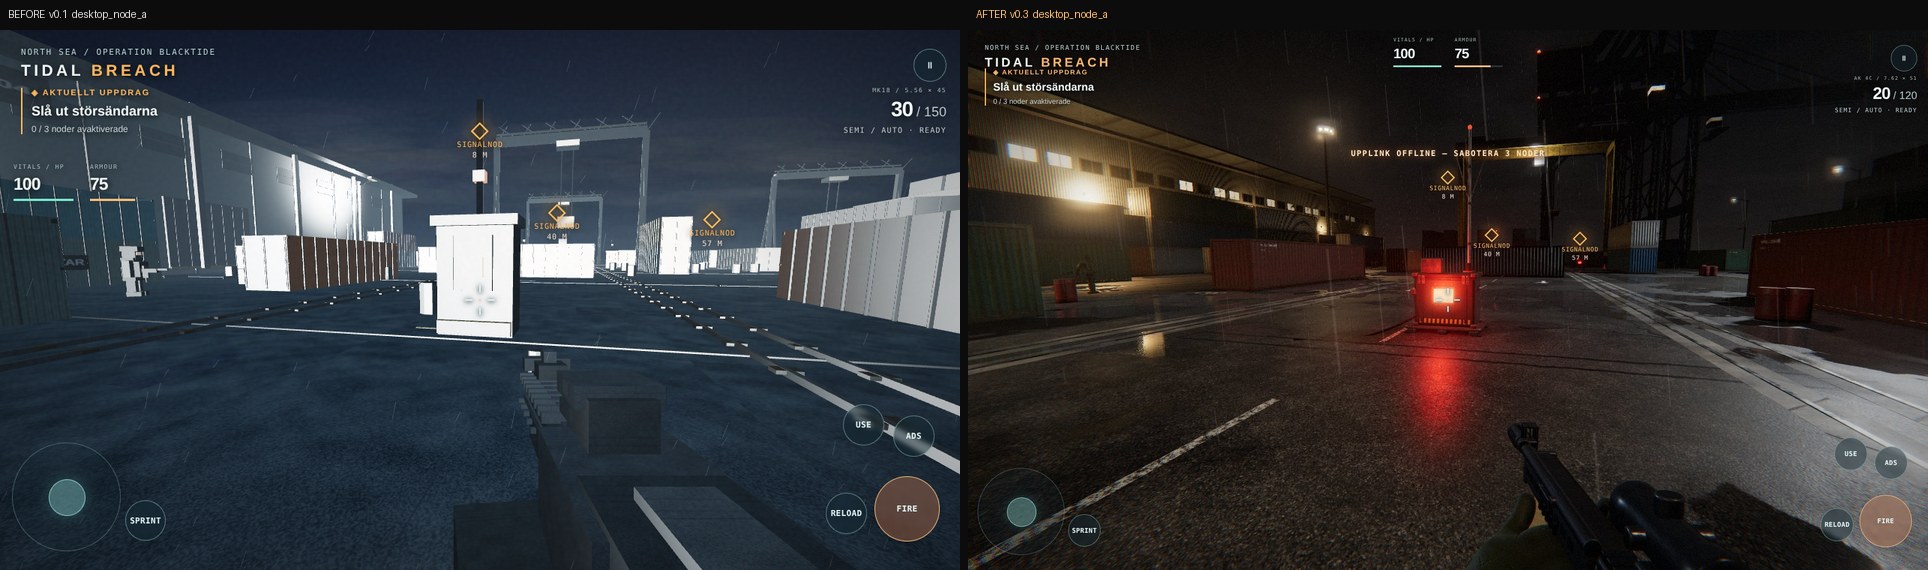 BEFORE v0.1 desktop_node_a
NORTH SEA / OPERATION BLACKTIDE
TIDAL BREACH
◆ AKTUELLT UPPDRAG
Slå ut störsändarna
0 / 3 noder avaktiverade
VITALS / HP
ARMOUR
100
75
II
MK18 / 5.56 × 45
30 / 150
SEMI / AUTO · READY
SIGNALNOD
8 M
SIGNALNOD
40 M
SIGNALNOD
57 M
USE
ADS
SPRINT
RELOAD
FIRE
AFTER v0.3 desktop_node_a
NORTH SEA / OPERATION BLACKTIDE
TIDAL BREACH
◆ AKTUELLT UPPDRAG
Slå ut störsändarna
0 / 3 noder avaktiverade
VITALS / HP
ARMOUR
100
75
II
AK 4C / 7.62 × 51
20 / 120
SEMI / AUTO · READY
UPPLINK OFFLINE — SABOTERA 3 NODER
SIGNALNOD
8 M
SIGNALNOD
40 M
SIGNALNOD
57 M
USE
ADS
SPRINT
RELOAD
FIRE